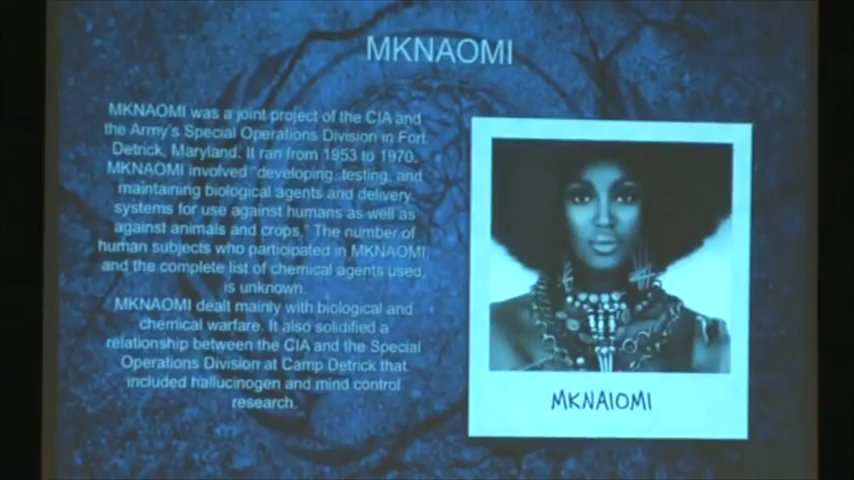 MKNAOMI
MKNAOMI was a joint project of the CIA and
the Army's Special Operations Division in Fort
Detrick, Maryland. It ran from 1953 to 1970.
MKNAOMI involved "developing, testing, and
maintaining biological agents and delivery
systems for use against humans as well as
against animals and crops." The number of
human subjects who participated in MKNAOMI
and the complete list of chemical agents used,
is unknown.
MKNAOMI dealt mainly with biological and
chemical warfare. It also solidified a
relationship between the CIA and the Special
Operations Division at Camp Detrick that
included hallucinogen and mind control
research.
MKNAIOMI